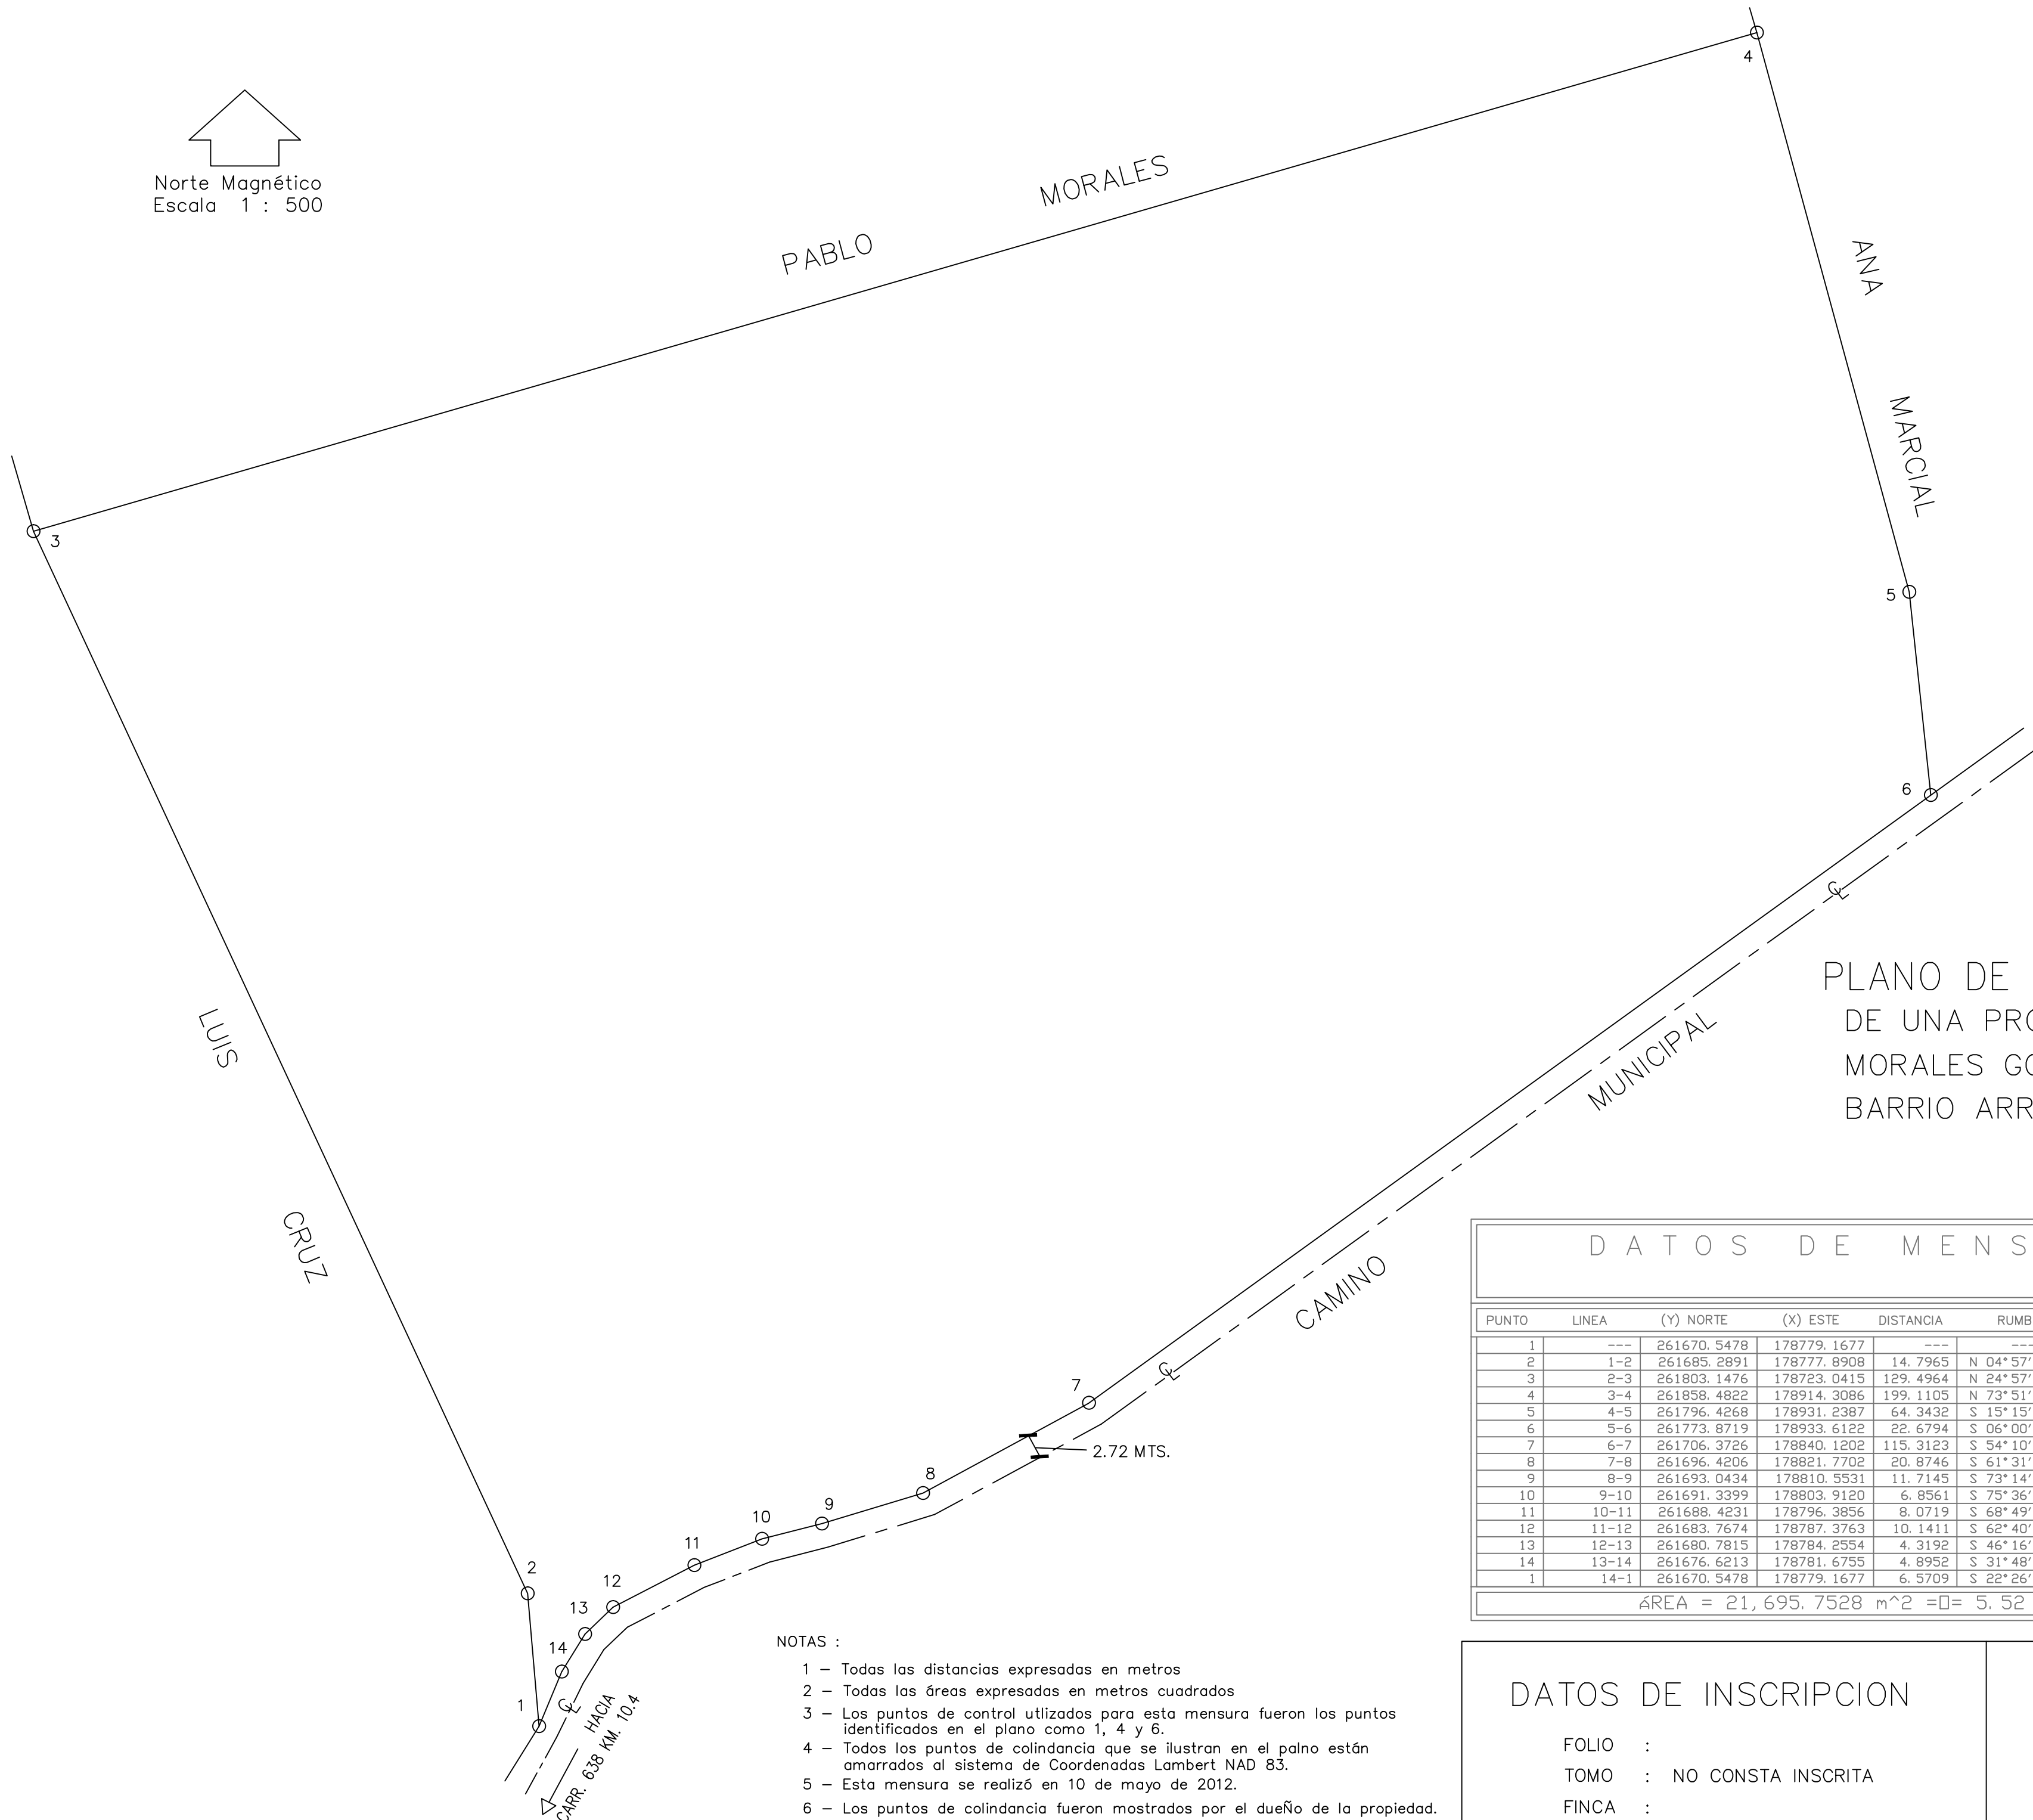 4
Norte Magnético
Escala 1 : 500
PABLO MORALES
ANA MARCIAL
3
5
6
LUIS CRUZ
PLANO DE
DE UNA PRO
MORALES GO
BARRIO ARR
CAMINO MUNICIPAL
℄
℄
7
2.72 MTS.
8
9
10
11
12
2
13
14
1
℄
HACIA
CARR. 638 KM. 10.4
DATOS DE MENS
PUNTO LINEA (Y) NORTE (X) ESTE DISTANCIA RUMB
1 --- 261670.5478 178779.1677 --- ---
2 1-2 261685.2891 178777.8908 14.7965 N 04°57'
3 2-3 261803.1476 178723.0415 129.4964 N 24°57'
4 3-4 261858.4822 178914.3086 199.1105 N 73°51'
5 4-5 261796.4268 178931.2387 64.3432 S 15°15'
6 5-6 261773.8719 178933.6122 22.6794 S 06°00'
7 6-7 261706.3726 178840.1202 115.3123 S 54°10'
8 7-8 261696.4206 178821.7702 20.8746 S 61°31'
9 8-9 261693.0434 178810.5531 11.7145 S 73°14'
10 9-10 261691.3399 178803.9120 6.8561 S 75°36'
11 10-11 261688.4231 178796.3856 8.0719 S 68°49'
12 11-12 261683.7674 178787.3763 10.1411 S 62°40'
13 12-13 261680.7815 178784.2554 4.3192 S 46°16'
14 13-14 261676.6213 178781.6755 4.8952 S 31°48'
1 14-1 261670.5478 178779.1677 6.5709 S 22°26'
ÁREA = 21,695.7528 m^2 =▯= 5.52
NOTAS :
1 – Todas las distancias expresadas en metros
2 – Todas las áreas expresadas en metros cuadrados
3 – Los puntos de control utlizados para esta mensura fueron los puntos
identificados en el plano como 1, 4 y 6.
4 – Todos los puntos de colindancia que se ilustran en el palno están
amarrados al sistema de Coordenadas Lambert NAD 83.
5 – Esta mensura se realizó en 10 de mayo de 2012.
6 – Los puntos de colindancia fueron mostrados por el dueÑo de la propiedad.
DATOS DE INSCRIPCION
FOLIO :
TOMO : NO CONSTA INSCRITA
FINCA :